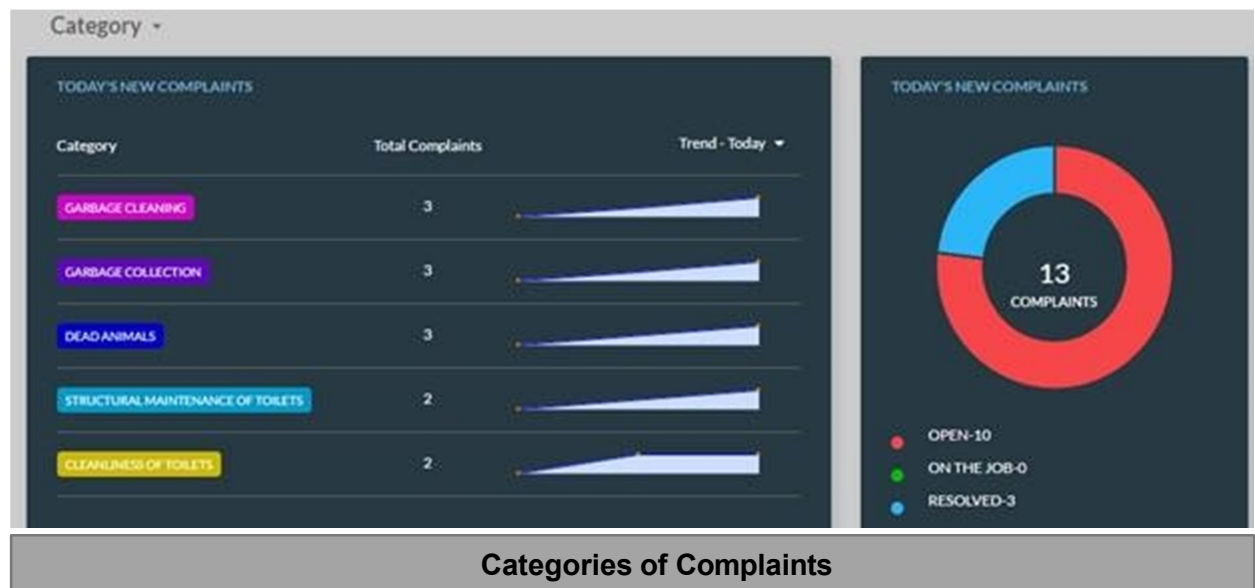 Category
TODAY'S NEW COMPLAINTS
Category Total Complaints Trend - Today
GARBAGE CLEANING 3
GARBAGE COLLECTION 3
DEAD ANIMALS 3
STRUCTURAL MAINTENANCE OF TOILETS 2
CLEANLINESS OF TOILETS 2
TODAY'S NEW COMPLAINTS
13
COMPLAINTS
OPEN-10
ON THE JOB-0
RESOLVED-3
Categories of Complaints